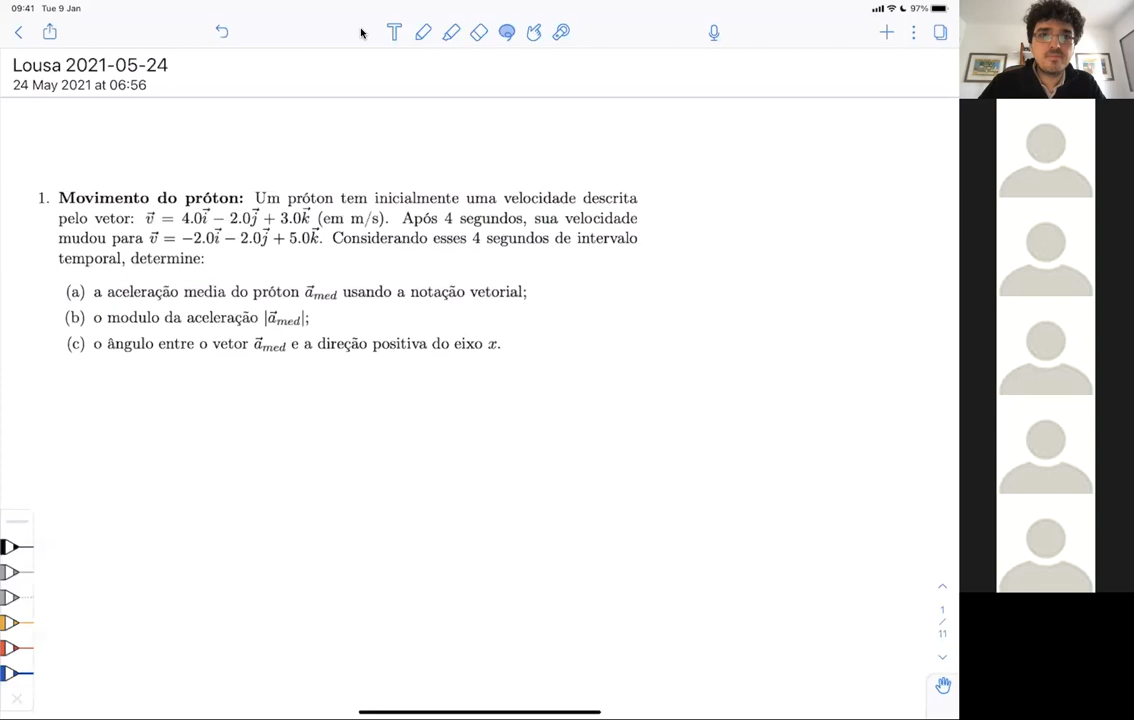 09:41 Tue 9 Jan
97%
Lousa 2021-05-24
24 May 2021 at 06:56
1. Movimento do próton: Um próton tem inicialmente uma velocidade descrita
pelo vetor: v⃗ = 4.0i⃗ − 2.0j⃗ + 3.0k⃗ (em m/s). Após 4 segundos, sua velocidade
mudou para v⃗ = −2.0i⃗ − 2.0j⃗ + 5.0k⃗. Considerando esses 4 segundos de intervalo
temporal, determine:
(a) a aceleração media do próton a⃗med usando a notação vetorial;
(b) o modulo da aceleração |a⃗med|;
(c) o ângulo entre o vetor a⃗med e a direção positiva do eixo x.
1
/
11